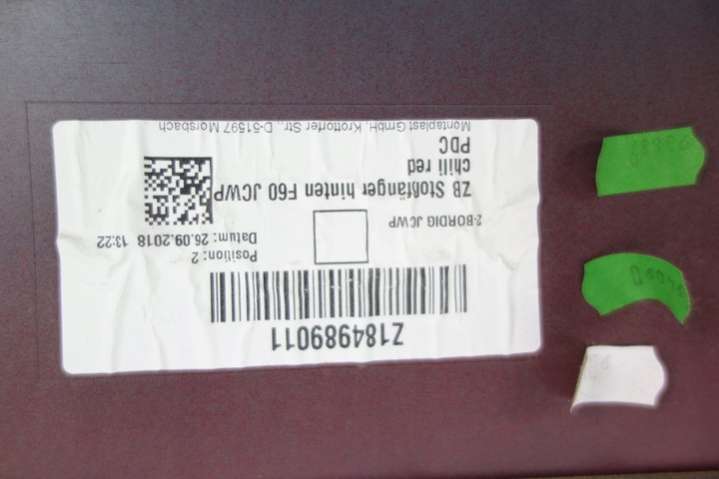 Z184989011
Position: 2
Datum: 26.09.2018 13:22
2-BORDIG JCWP
ZB Stoßfänger hinten F60 JCWP
chili red
PDC
Montaplast GmbH, Krottorfer Str., D-51597 Morsbach